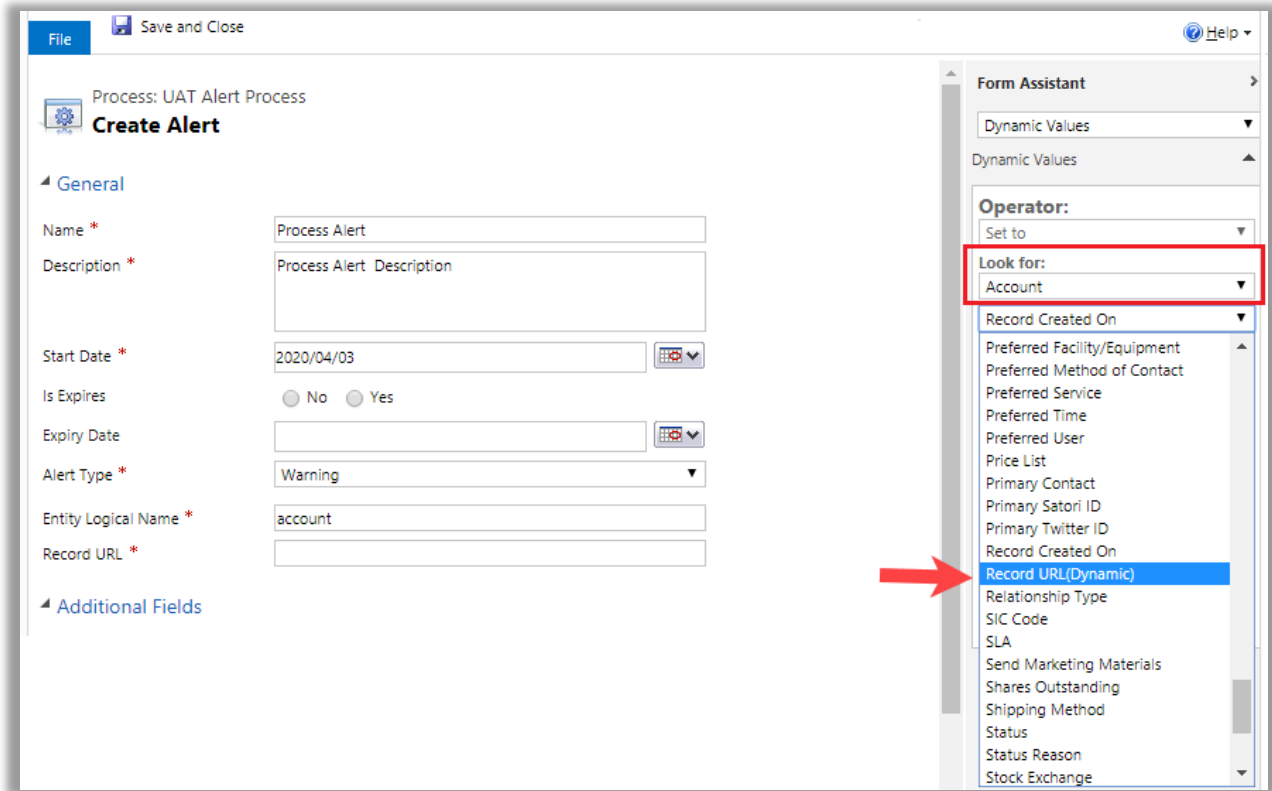 File
Save and Close
Help
Process: UAT Alert Process
Create Alert
General
Name *
Process Alert
Description *
Process Alert Description
Start Date *
2020/04/03
Is Expires
No
Yes
Expiry Date
Alert Type *
Warning
Entity Logical Name *
account
Record URL *
Additional Fields
Form Assistant
Dynamic Values
Dynamic Values
Operator:
Set to
Look for:
Account
Record Created On
Preferred Facility/Equipment
Preferred Method of Contact
Preferred Service
Preferred Time
Preferred User
Price List
Primary Contact
Primary Satori ID
Primary Twitter ID
Record Created On
Record URL(Dynamic)
Relationship Type
SIC Code
SLA
Send Marketing Materials
Shares Outstanding
Shipping Method
Status
Status Reason
Stock Exchange